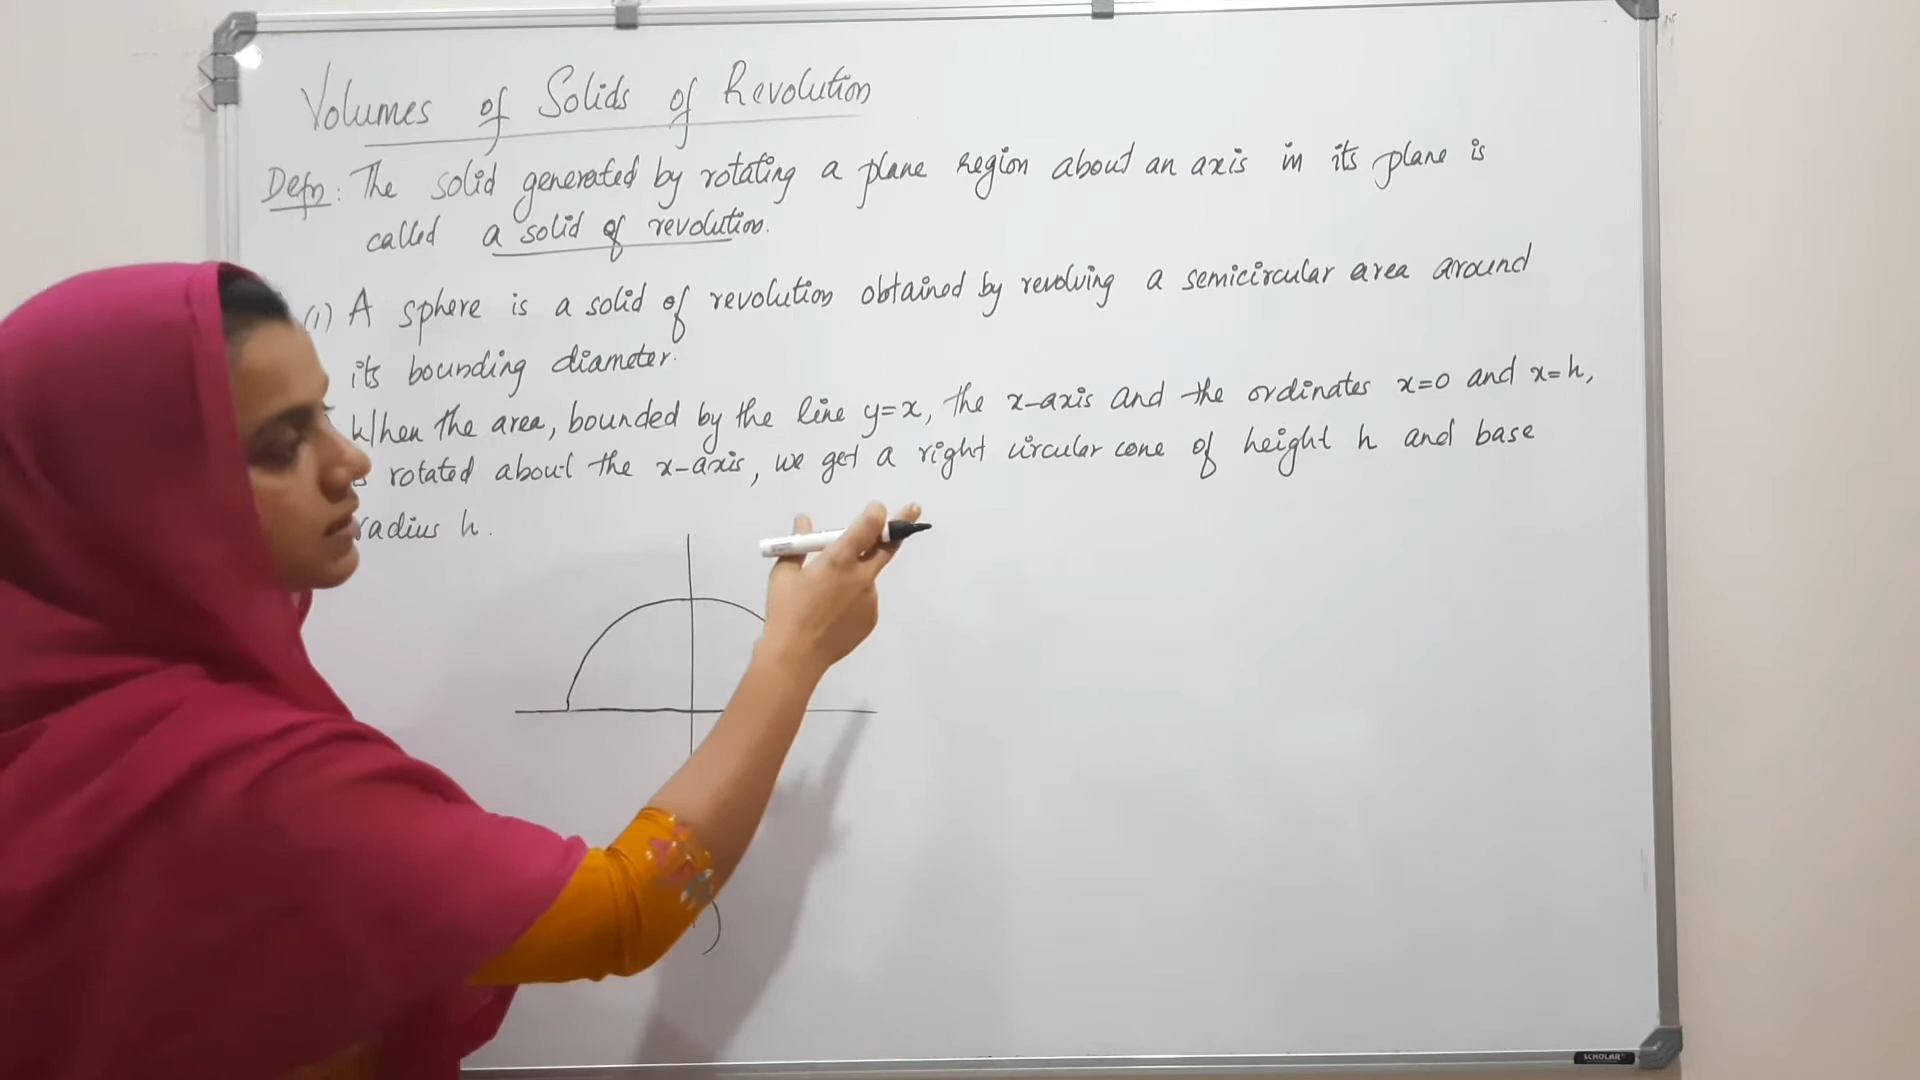 Volumes of Solids of Revolution
Defn: The solid generated by rotating a plane region about an axis in its plane is
called a solid of revolution.
(1) A sphere is a solid of revolution obtained by revolving a semicircular area around
its bounding diameter.
When the area, bounded by the line y=x, the x-axis and the ordinates x=0 and x=h,
rotated about the x-axis, we get a right circular cone of height h and base
radius h.
SCHOLAR